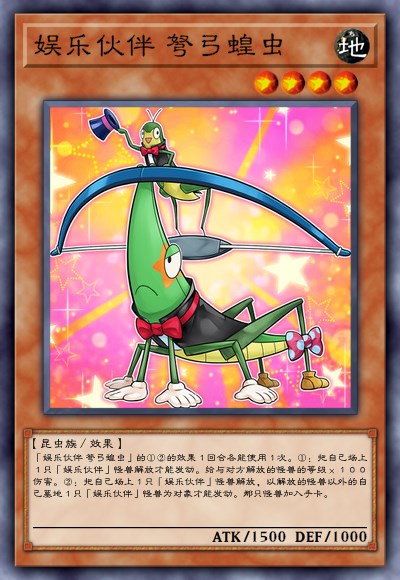 娱乐伙伴 弩弓蝗虫
地
【昆虫族/效果】
「娱乐伙伴 弩弓蝗虫」的①②的效果1回合各能使用1次。①：把自己场上
1只「娱乐伙伴」怪兽解放才能发动。给与对方解放的怪兽的等级×100
伤害。②：把自己场上1只「娱乐伙伴」怪兽解放，以解放的怪兽以外的自
己墓地1只「娱乐伙伴」怪兽为对象才能发动。那只怪兽加入手卡。
ATK/1500 DEF/1000